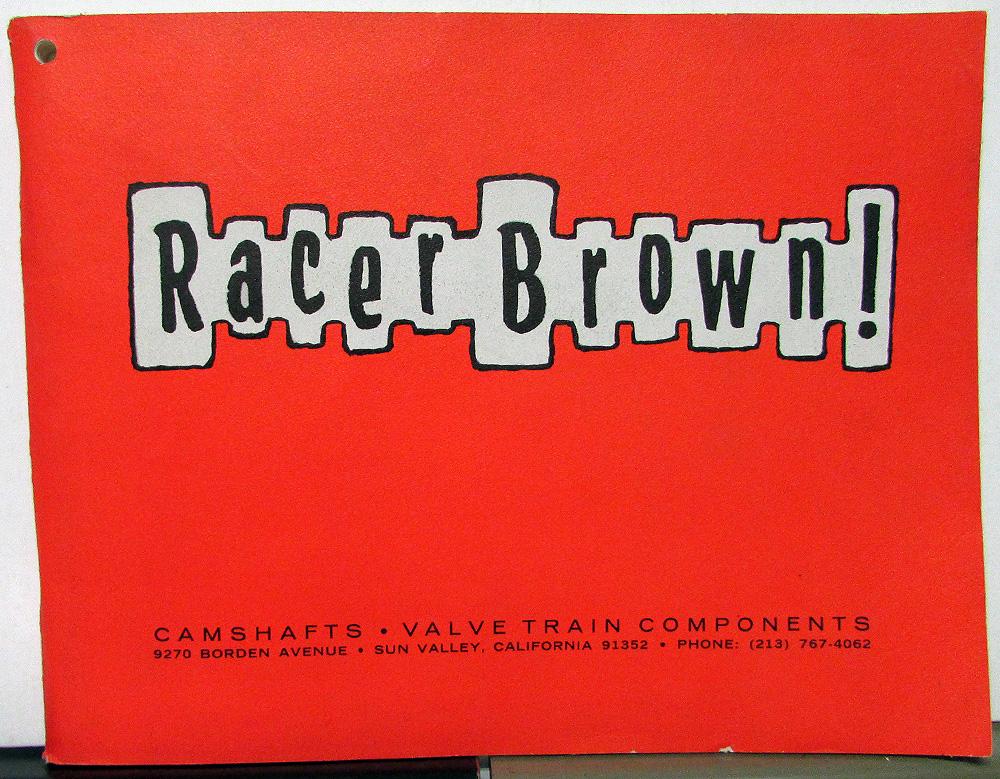 Racer Brown!
CAMSHAFTS • VALVE TRAIN COMPONENTS
9270 BORDEN AVENUE • SUN VALLEY, CALIFORNIA 91352 • PHONE: (213) 767-4062